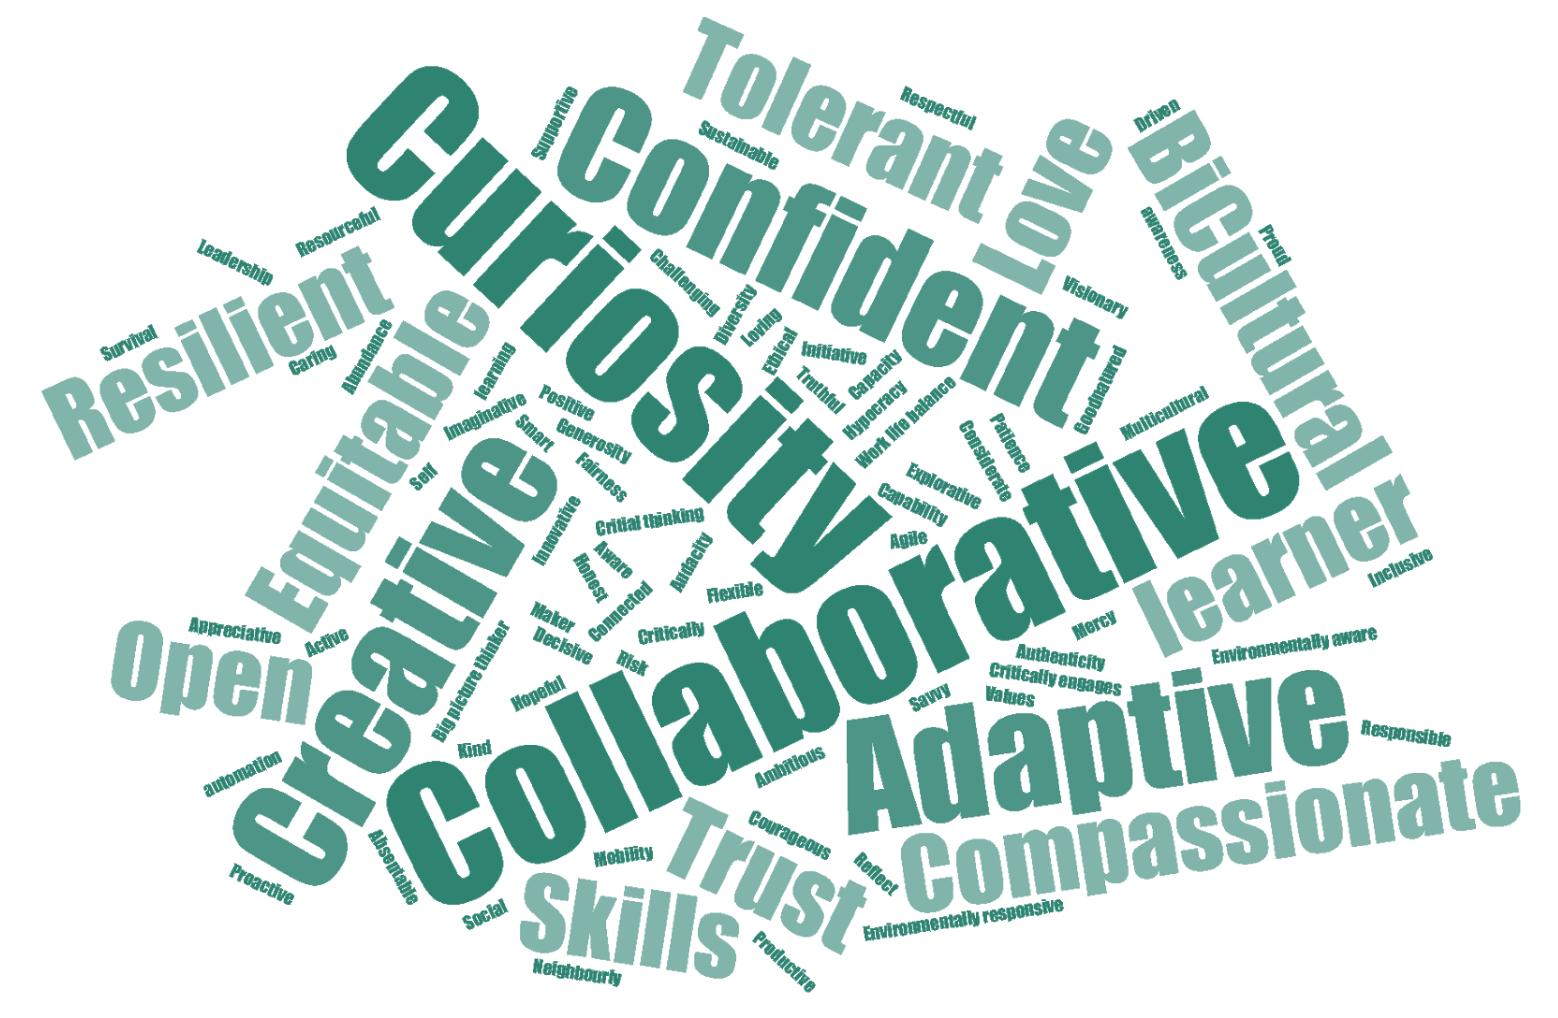 Tolerant
Respectful
Sustainable
Supportive
Confident
Curiosity
Love
Driven
BiCultural
awareness
Proud
Visionary
Leadership
Resourceful
Resilient
Survival
Caring
Abundance
Equitable
learning
Challenging
Diversity
Loving
Ethical
Initiative
Truthful
Capacity
Hypocracy
Work life balance
Goodnatured
Multicultural
Patience
Considerate
Explorative
Capability
Agile
Imaginative
Positive
Smart
Generosity
Fairness
Self
Creative
Innovative
Critial thinking
Aware
Honest
Audacity
Connected
Flexible
Maker
Decisive
Critically
Risk
Collaborative
learner
Inclusive
Mercy
Environmentally aware
Authenticity
Critically engages
Values
Savvy
Appreciative
Active
Open
Big picture thinker
Hopeful
Kind
Adaptive
Responsible
automation
Ambitious
Compassionate
Proactive
Absentable
Social
Mobility
Trust
Courageous
Reflect
Environmentally responsive
Skills
Neighbourly
Productive